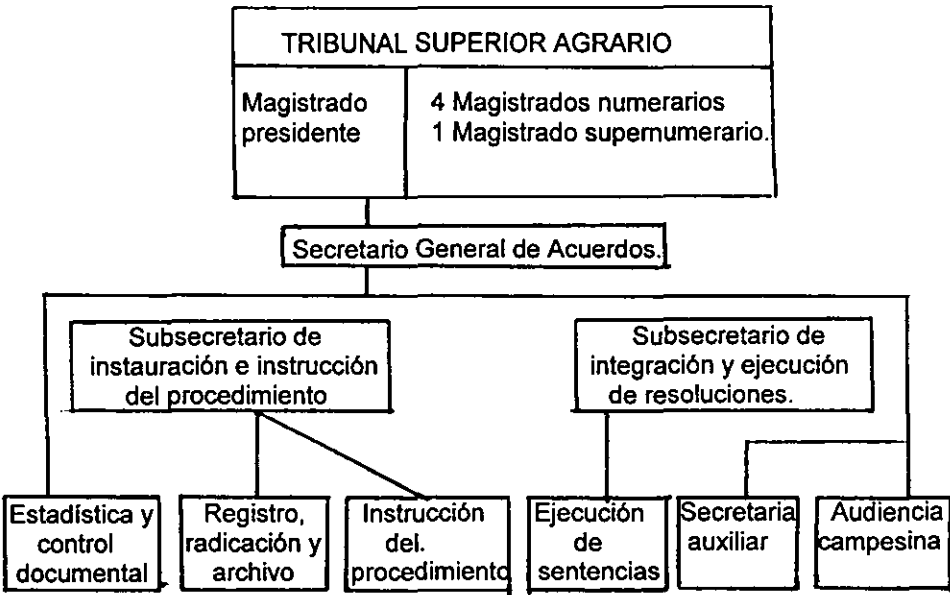 TRIBUNAL SUPERIOR AGRARIO
Magistrado
presidente
4 Magistrados numerarios
1 Magistrado supernumerario.
Secretario General de Acuerdos.
Subsecretario de
instauración e instrucción
del procedimiento
Subsecretario de
integración y ejecución
de resoluciones.
Estadística y
control
documental
Registro,
radicación y
archivo
Instrucción
del.
procedimiento
Ejecución
de
sentencias
Secretaria
auxiliar
Audiencia
campesina